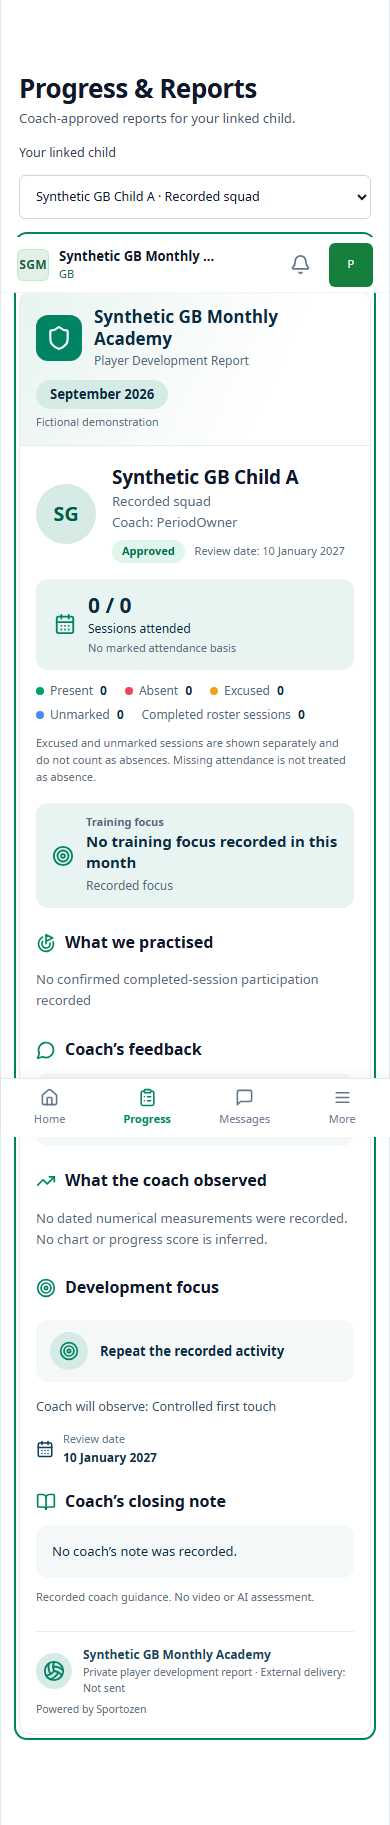 Progress & Reports
Coach-approved reports for your linked child.
Your linked child
Synthetic GB Child A · Recorded squad
SGM
Synthetic GB Monthly ...
GB
P
Synthetic GB Monthly
Academy
Player Development Report
September 2026
Fictional demonstration
SG
Synthetic GB Child A
Recorded squad
Coach: PeriodOwner
Approved
Review date: 10 January 2027
0 / 0
Sessions attended
No marked attendance basis
Present 0
Absent 0
Excused 0
Unmarked 0
Completed roster sessions 0
Excused and unmarked sessions are shown separately and
do not count as absences. Missing attendance is not treated
as absence.
Training focus
No training focus recorded in this
month
Recorded focus
What we practised
No confirmed completed-session participation
recorded
Coach’s feedback
Home
Progress
Messages
More
What the coach observed
No dated numerical measurements were recorded.
No chart or progress score is inferred.
Development focus
Repeat the recorded activity
Coach will observe: Controlled first touch
Review date
10 January 2027
Coach’s closing note
No coach’s note was recorded.
Recorded coach guidance. No video or AI assessment.
Synthetic GB Monthly Academy
Private player development report · External delivery:
Not sent
Powered by Sportozen